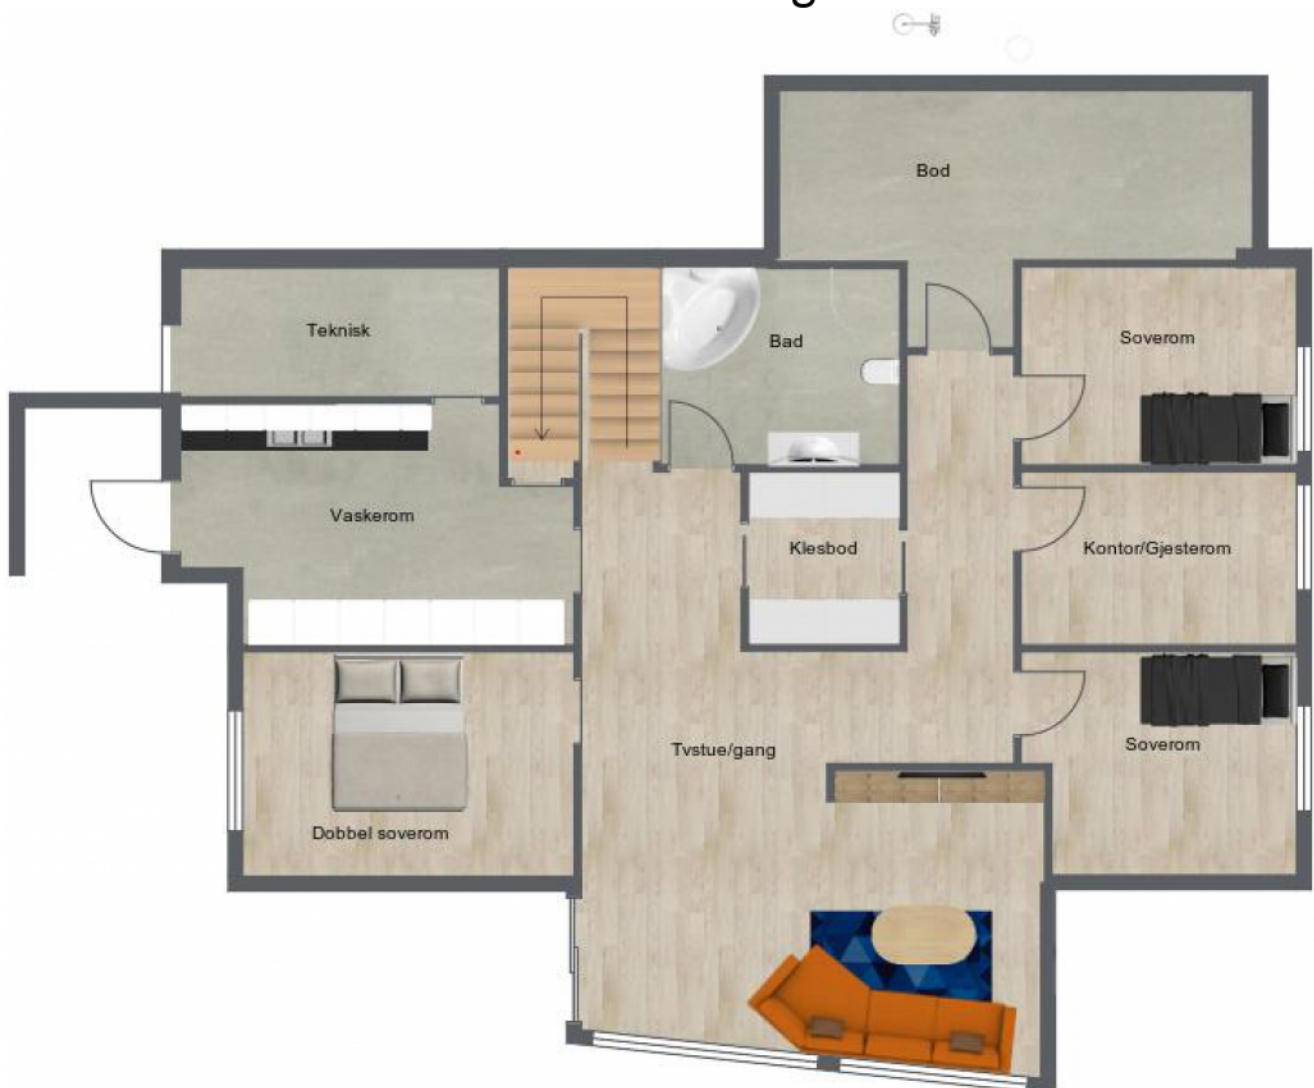 Bod
Teknisk
Bad
Soverom
Vaskerom
Klesbod
Kontor/Gjesterom
Tvstue/gang
Soverom
Dobbel soverom